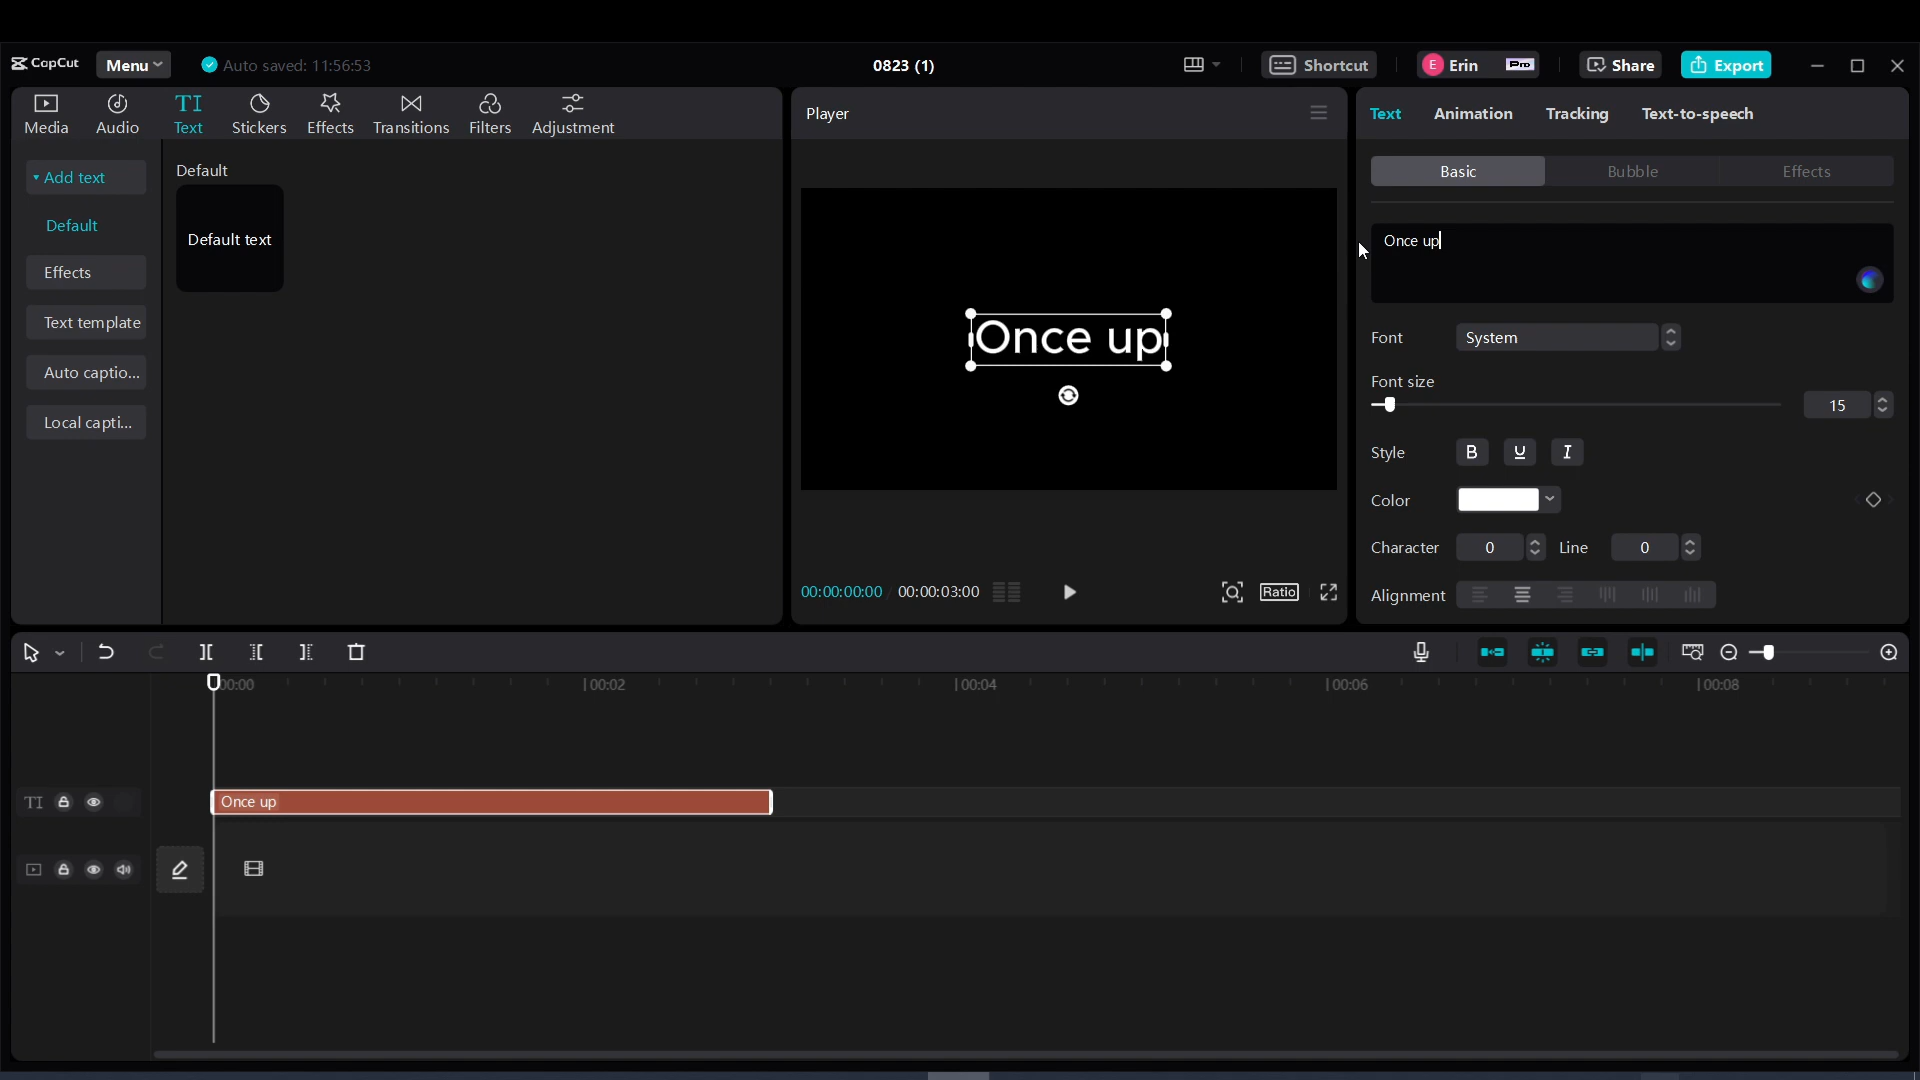 CapCut
Menu
Auto saved: 11:56:53
0823 (1)
Shortcut
E
Erin
Pro
Share
Export
Media
Audio
TI
Text
Stickers
Effects
Transitions
Filters
Adjustment
Player
Text
Animation
Tracking
Text-to-speech
Add text
Default
Effects
Text template
Auto captio...
Local capti...
Default
Default text
Once up
00:00:00:00 / 00:00:03:00
Ratio
Basic
Bubble
Effects
Once up
Font
System
Font size
15
Style
B
U
I
Color
Character
0
Line
0
Alignment
00:00
00:02
00:04
00:06
00:08
TI
Once up